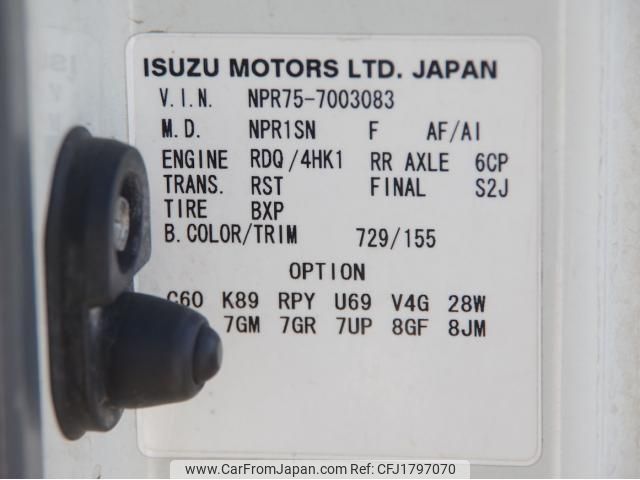 ISUZU MOTORS LTD. JAPAN
V.I.N. NPR75-7003083
M.D. NPR1SN F AF/AI
ENGINE RDQ/4HK1 RR AXLE 6CP
TRANS. RST FINAL S2J
TIRE BXP
B.COLOR/TRIM 729/155
OPTION
C60 K89 RPY U69 V4G 28W
7GM 7GR 7UP 8GF 8JM
www.CarFromJapan.com - CFJ1797070